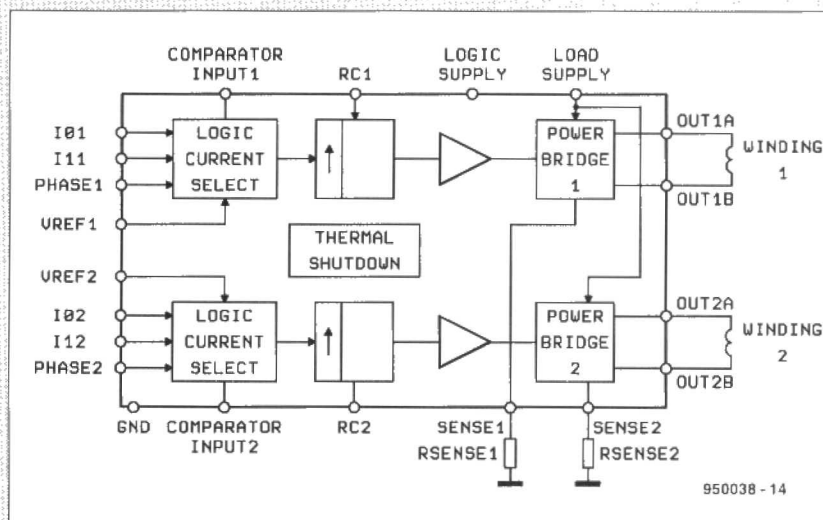 COMPARATOR INPUT1
RC1
LOGIC SUPPLY
LOAD SUPPLY
I01
I11
PHASE1
VREF1
LOGIC
CURRENT
SELECT
POWER
BRIDGE
1
OUT1A
OUT1B
WINDING
1
THERMAL
SHUTDOWN
VREF2
I02
I12
PHASE2
LOGIC
CURRENT
SELECT
POWER
BRIDGE
2
OUT2A
OUT2B
WINDING
2
GND
COMPARATOR
INPUT2
RC2
SENSE1
RSENSE1
SENSE2
RSENSE2
950038 - 14